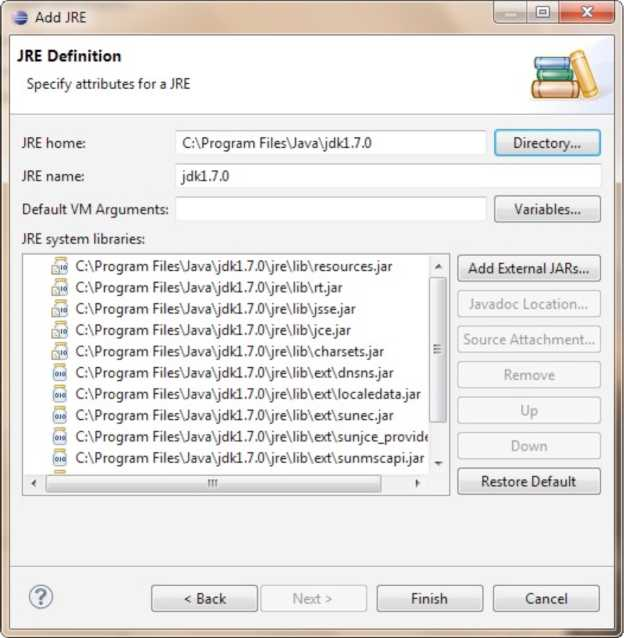 Add JRE
JRE Definition
Specify attributes for a JRE
JRE home: C:\Program Files\Java\jdk1.7.0 Directory...
JRE name: jdk1.7.0
Default VM Arguments: Variables...
JRE system libraries:
C:\Program Files\Java\jdk1.7.0\jre\lib\resources.jar
C:\Program Files\Java\jdk1.7.0\jre\lib\rt.jar
C:\Program Files\Java\jdk1.7.0\jre\lib\jsse.jar
C:\Program Files\Java\jdk1.7.0\jre\lib\jce.jar
C:\Program Files\Java\jdk1.7.0\jre\lib\charsets.jar
C:\Program Files\Java\jdk1.7.0\jre\lib\ext\dnsns.jar
C:\Program Files\Java\jdk1.7.0\jre\lib\ext\localedata.jar
C:\Program Files\Java\jdk1.7.0\jre\lib\ext\sunec.jar
C:\Program Files\Java\jdk1.7.0\jre\lib\ext\sunjce_provide
C:\Program Files\Java\jdk1.7.0\jre\lib\ext\sunmscapi.jar
Add External JARs...
Javadoc Location...
Source Attachment...
Remove
Up
Down
Restore Default
? < Back Next > Finish Cancel